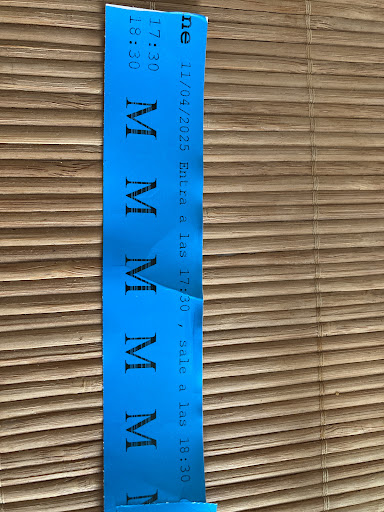 ne 11/04/2025 Entra a las 17:30 , sale a las 18:30
17:30
18:30
M M M M M